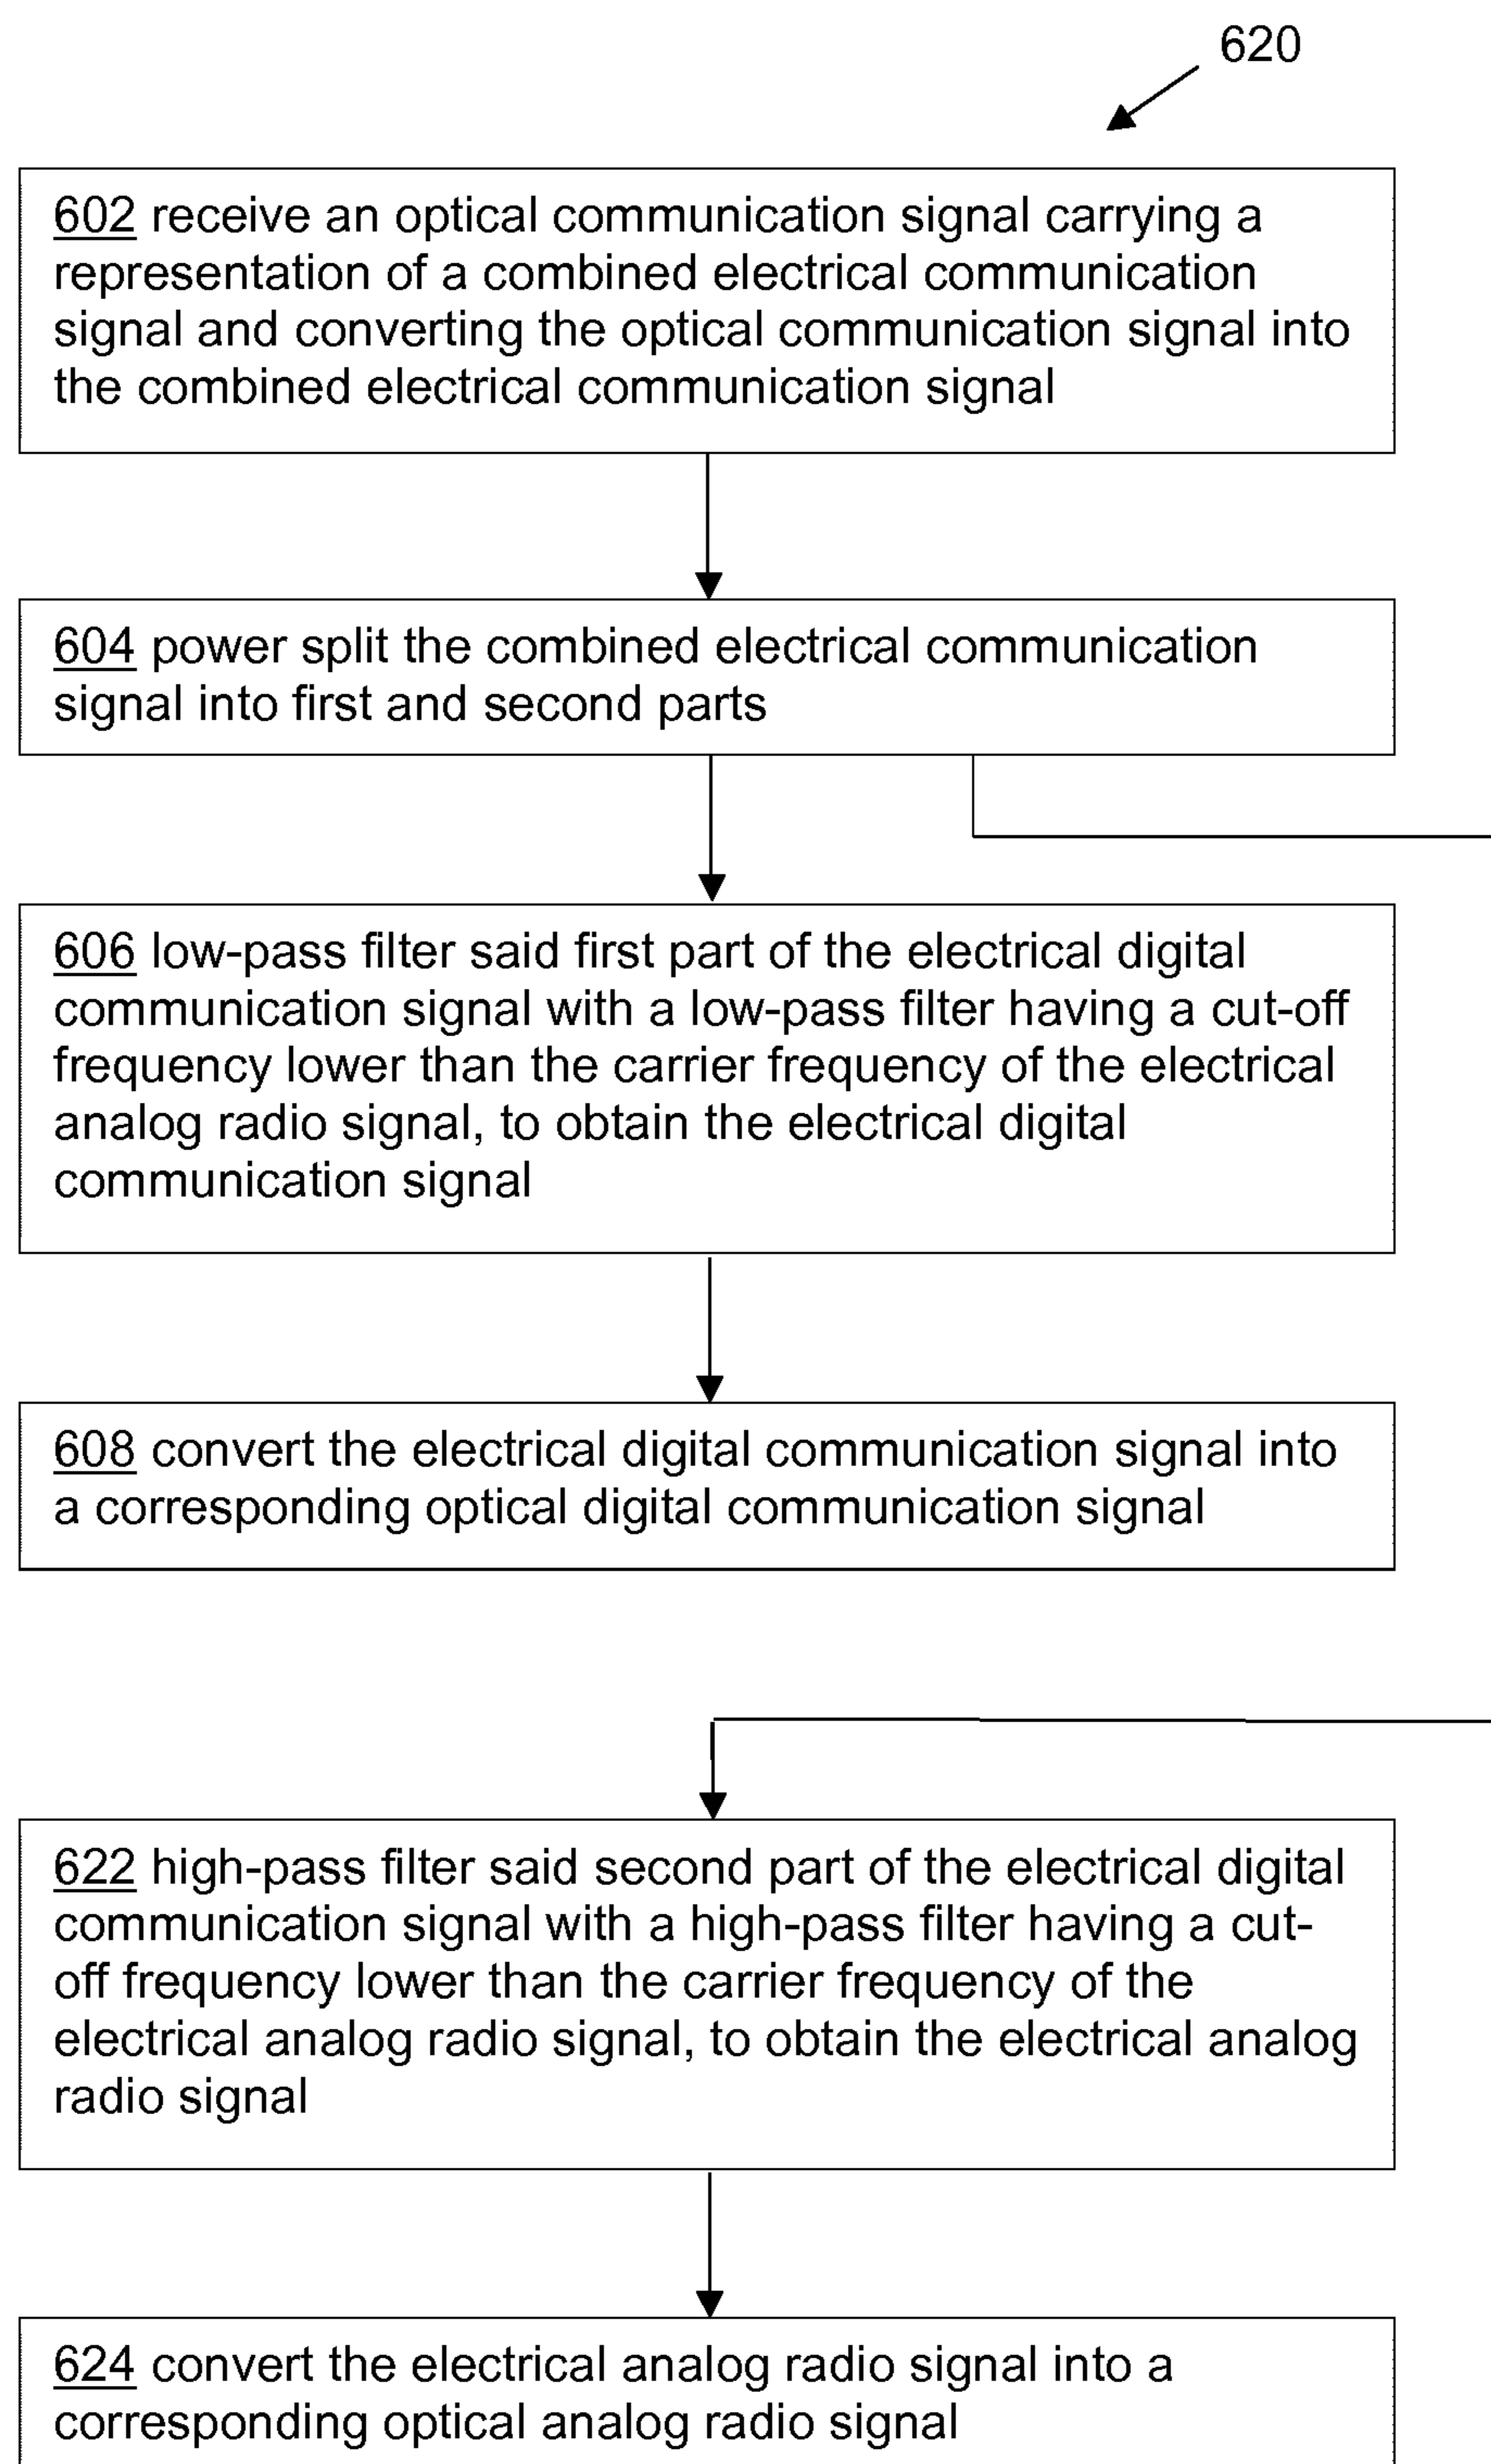 620
602 receive an optical communication signal carrying a
representation of a combined electrical communication
signal and converting the optical communication signal into
the combined electrical communication signal
604 power split the combined electrical communication
signal into first and second parts
606 low-pass filter said first part of the electrical digital
communication signal with a low-pass filter having a cut-off
frequency lower than the carrier frequency of the electrical
analog radio signal, to obtain the electrical digital
communication signal
608 convert the electrical digital communication signal into
a corresponding optical digital communication signal
622 high-pass filter said second part of the electrical digital
communication signal with a high-pass filter having a cut-
off frequency lower than the carrier frequency of the
electrical analog radio signal, to obtain the electrical analog
radio signal
624 convert the electrical analog radio signal into a
corresponding optical analog radio signal